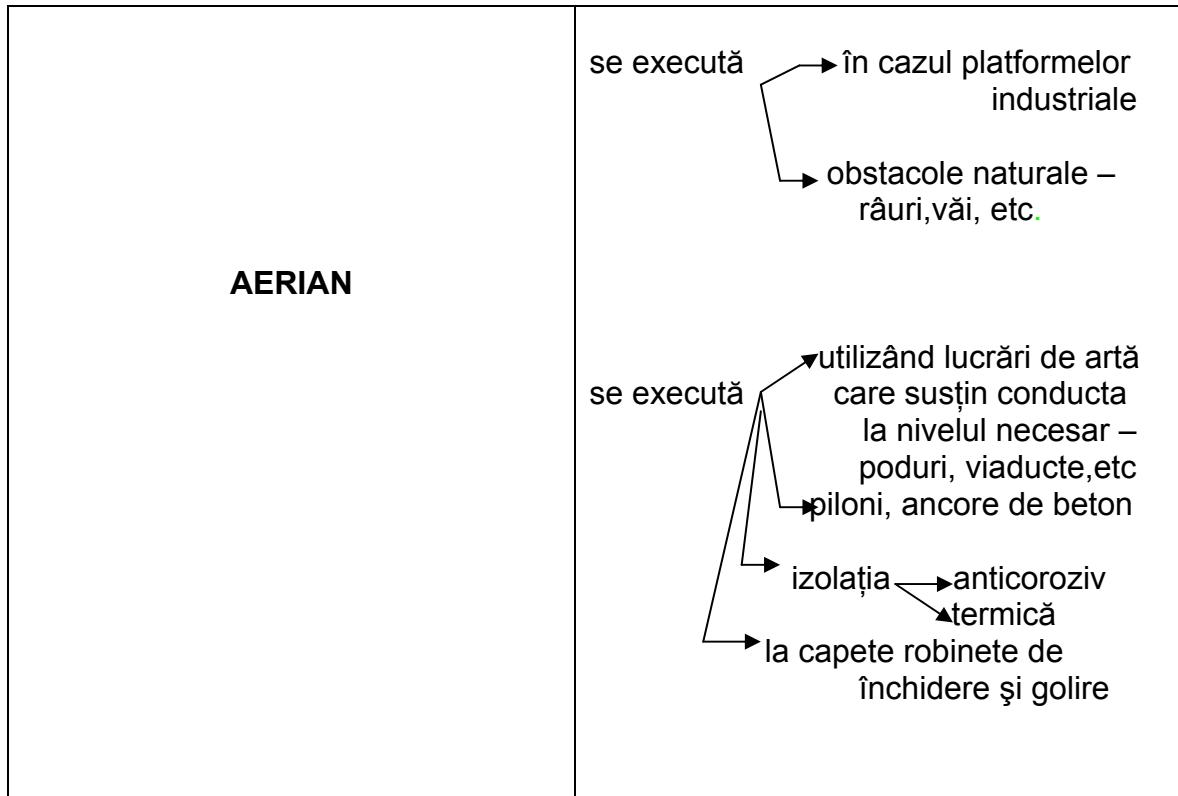 AERIAN
se execută
în cazul platformelor
industriale
obstacole naturale –
râuri,văi, etc.
se execută
utilizând lucrări de artă
care susțin conducta
la nivelul necesar –
poduri, viaducte,etc
piloni, ancore de beton
izolația anticoroziv
termică
la capete robinete de
închidere şi golire